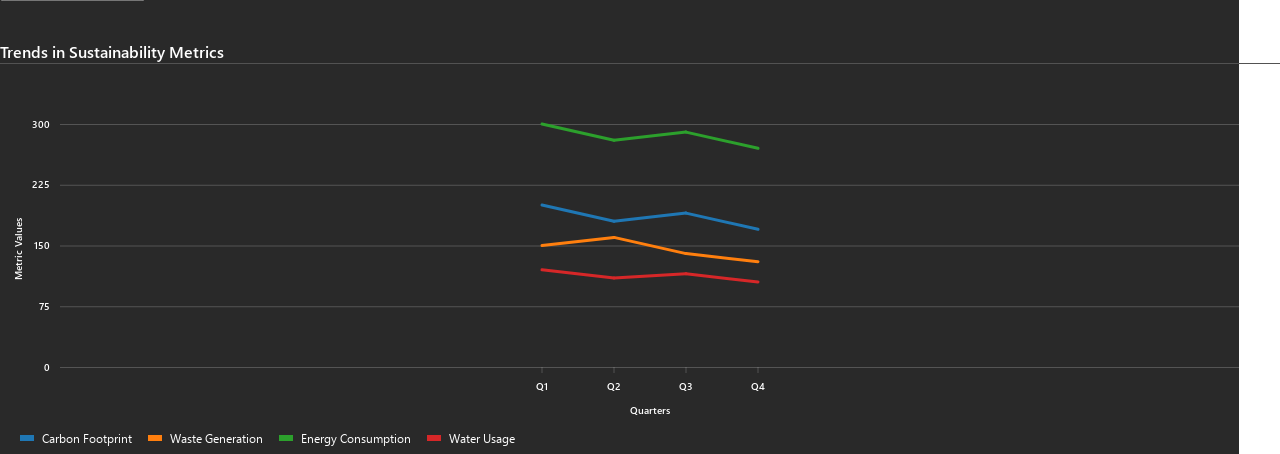 Trends in Sustainability Metrics
300
225
150
75
0
Metric Values
Q1 Q2 Q3 Q4
Quarters
Carbon Footprint Waste Generation Energy Consumption Water Usage